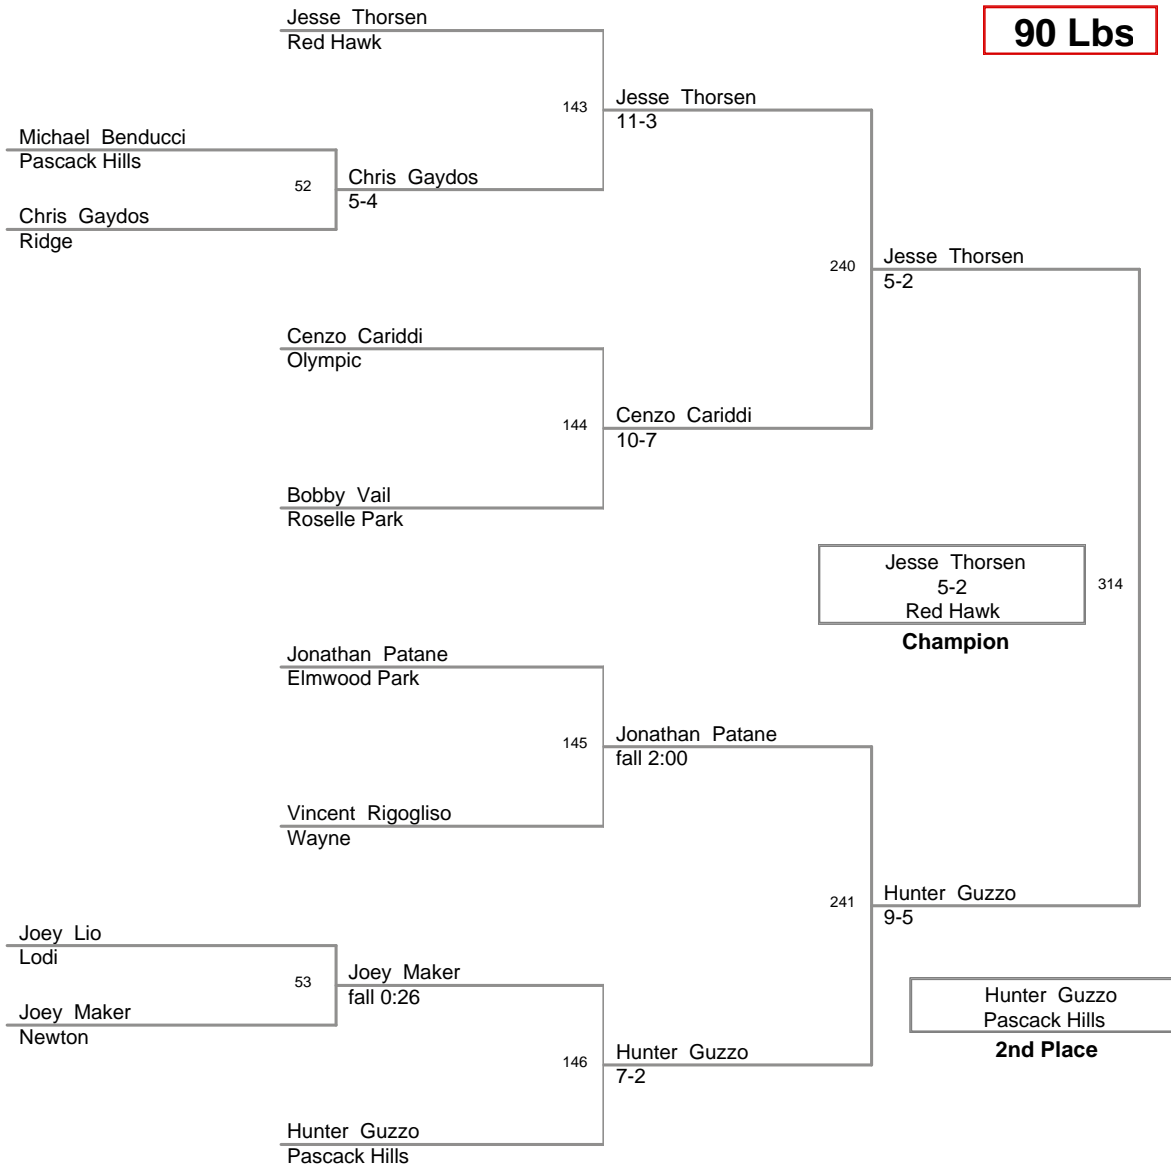 Jesse Thorsen
Red Hawk
90 Lbs
143
Jesse Thorsen
11-3
Michael Benducci
Pascack Hills
52
Chris Gaydos
5-4
Chris Gaydos
Ridge
240
Jesse Thorsen
5-2
Cenzo Cariddi
Olympic
144
Cenzo Cariddi
10-7
Bobby Vail
Roselle Park
Jesse Thorsen
5-2
Red Hawk
314
Champion
Jonathan Patane
Elmwood Park
145
Jonathan Patane
fall 2:00
Vincent Rigogliso
Wayne
241
Hunter Guzzo
9-5
Joey Lio
Lodi
53
Joey Maker
fall 0:26
Joey Maker
Newton
Hunter Guzzo
Pascack Hills
2nd Place
146
Hunter Guzzo
7-2
Hunter Guzzo
Pascack Hills